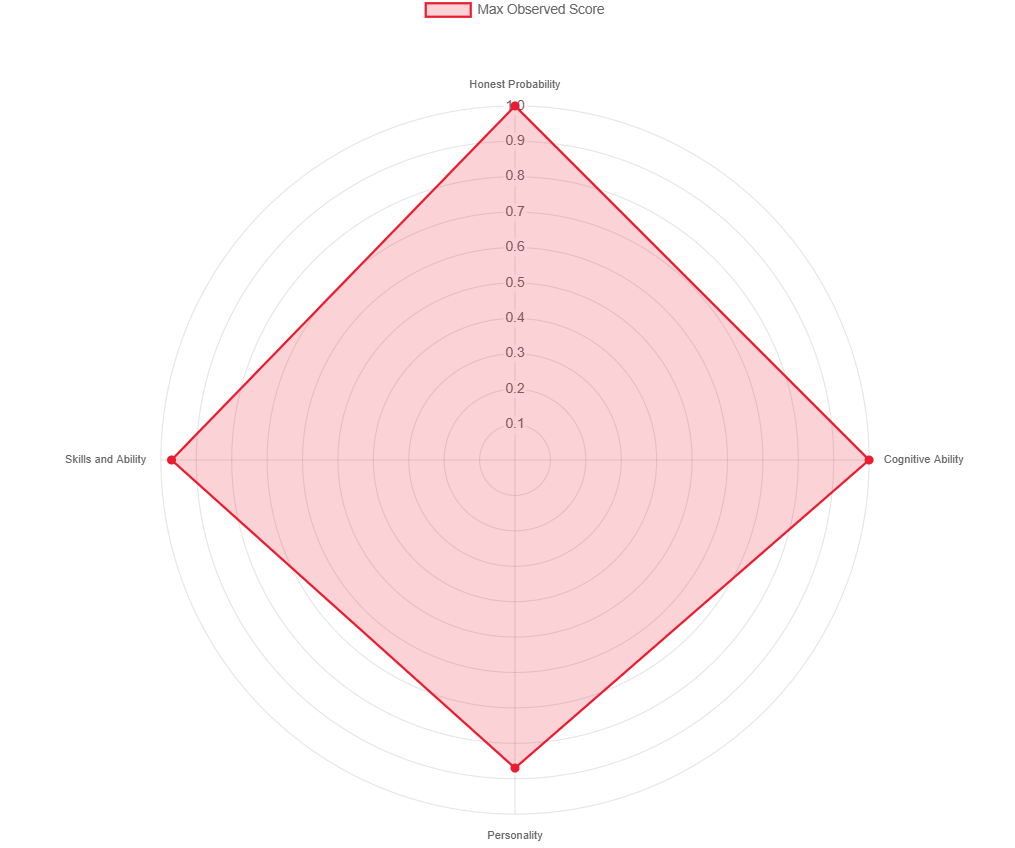 Max Observed Score
Honest Probability
1.0
0.9
0.8
0.7
0.6
0.5
0.4
0.3
0.2
0.1
Skills and Ability
Cognitive Ability
Personality